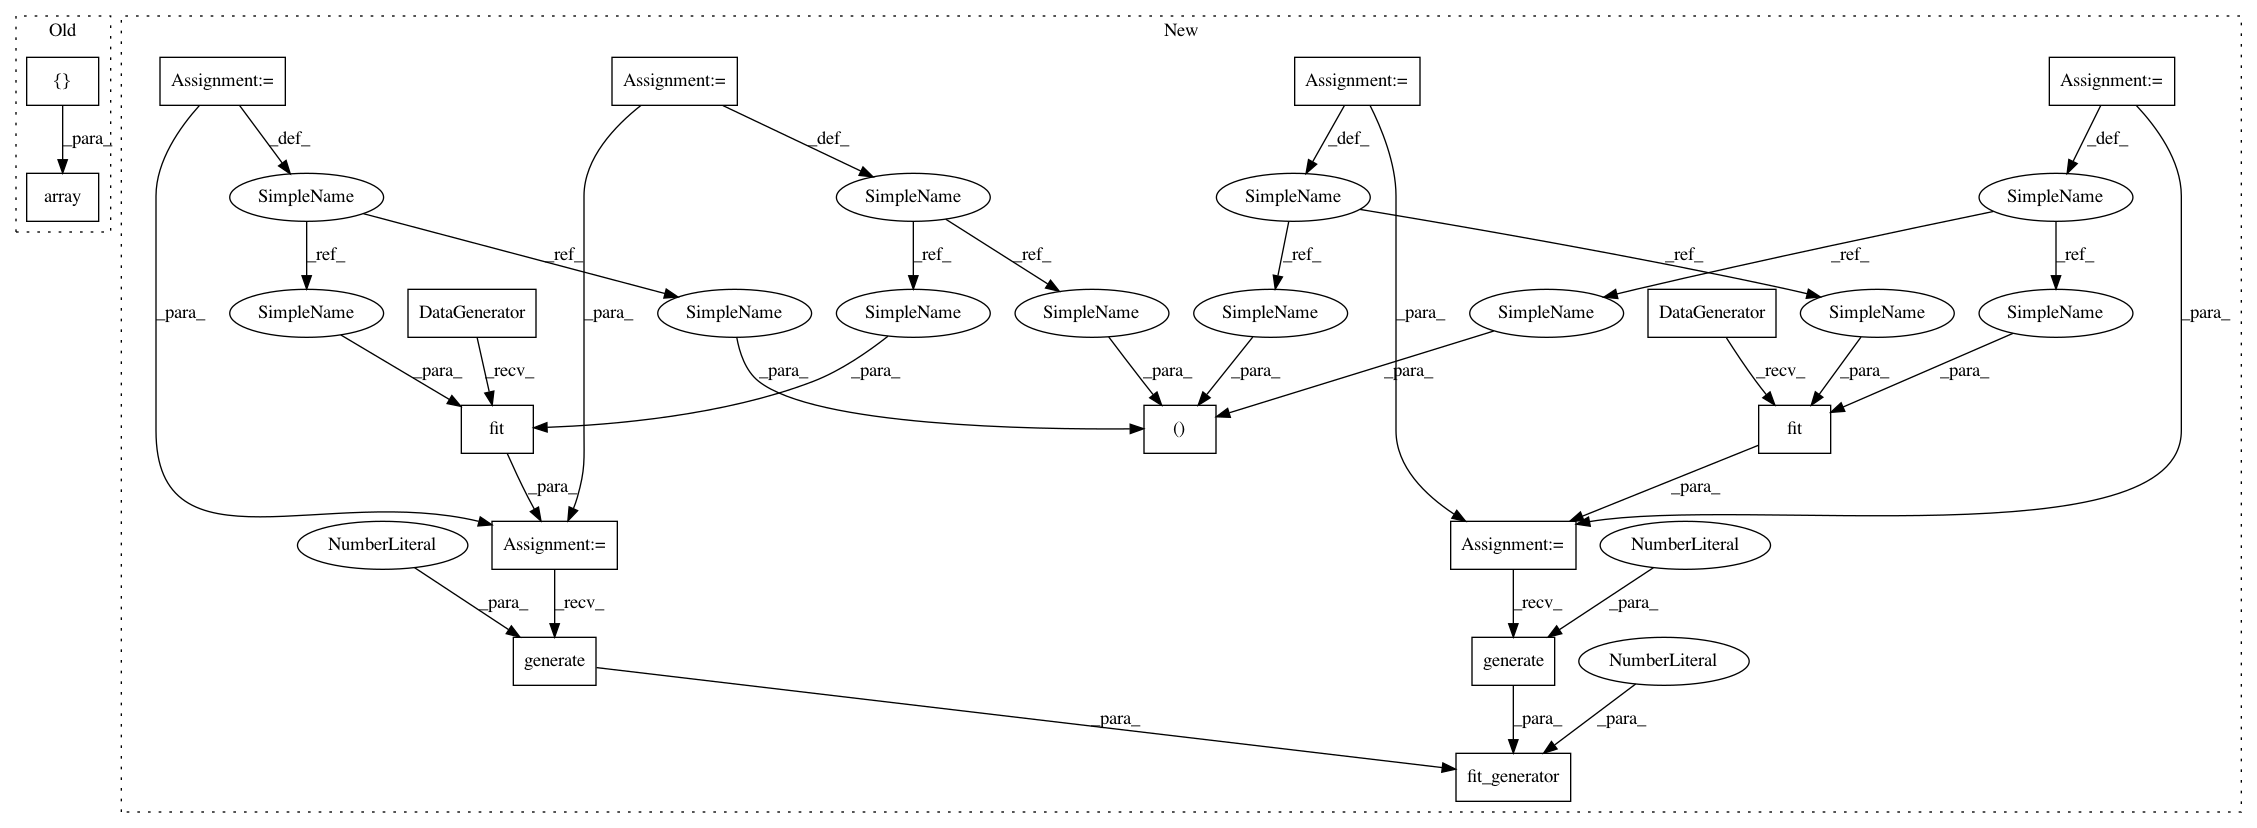 Old
New
{}
Assignment:=
Assignment:=
Assignment:=
Assignment:=
_para_
_def_
_def_
_def_
_def_
array
SimpleName
SimpleName
SimpleName
SimpleName
_ref_
_ref_
_ref_
_ref_
_ref_
_ref_
_ref_
_ref_
_para_
SimpleName
DataGenerator
_para_
SimpleName
SimpleName
SimpleName
SimpleName
_para_
SimpleName
DataGenerator
SimpleName
SimpleName
_para_
_para_
_recv_
_para_
_para_
_para_
_para_
_para_
_recv_
_para_
_para_
fit
()
fit
_para_
_para_
NumberLiteral
Assignment:=
Assignment:=
NumberLiteral
_para_
_recv_
_recv_
_para_
generate
generate
NumberLiteral
_para_
_para_
_para_
fit_generator